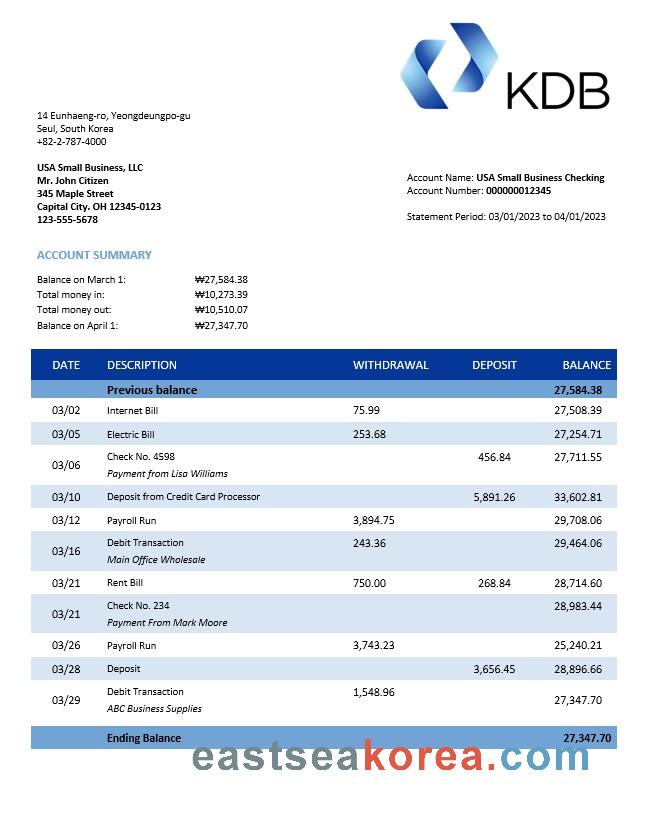 KDB
14 Eunhaeng-ro, Yeongdeungpo-gu
Seul, South Korea
+82-2-787-4000
USA Small Business, LLC
Mr. John Citizen
345 Maple Street
Capital City. OH 12345-0123
123-555-5678
Account Name: USA Small Business Checking
Account Number: 000000012345
Statement Period: 03/01/2023 to 04/01/2023
ACCOUNT SUMMARY
Balance on March 1: ₩27,584.38
Total money in: ₩10,273.39
Total money out: ₩10,510.07
Balance on April 1: ₩27,347.70
DATE DESCRIPTION WITHDRAWAL DEPOSIT BALANCE
Previous balance 27,584.38
03/02 Internet Bill 75.99 27,508.39
03/05 Electric Bill 253.68 27,254.71
03/06 Check No. 4598 456.84 27,711.55
Payment from Lisa Williams
03/10 Deposit from Credit Card Processor 5,891.26 33,602.81
03/12 Payroll Run 3,894.75 29,708.06
03/16 Debit Transaction 243.36 29,464.06
Main Office Wholesale
03/21 Rent Bill 750.00 268.84 28,714.60
03/21 Check No. 234 28,983.44
Payment From Mark Moore
03/26 Payroll Run 3,743.23 25,240.21
03/28 Deposit 3,656.45 28,896.66
03/29 Debit Transaction 1,548.96 27,347.70
ABC Business Supplies
Ending Balance 27,347.70
eastseakorea.com